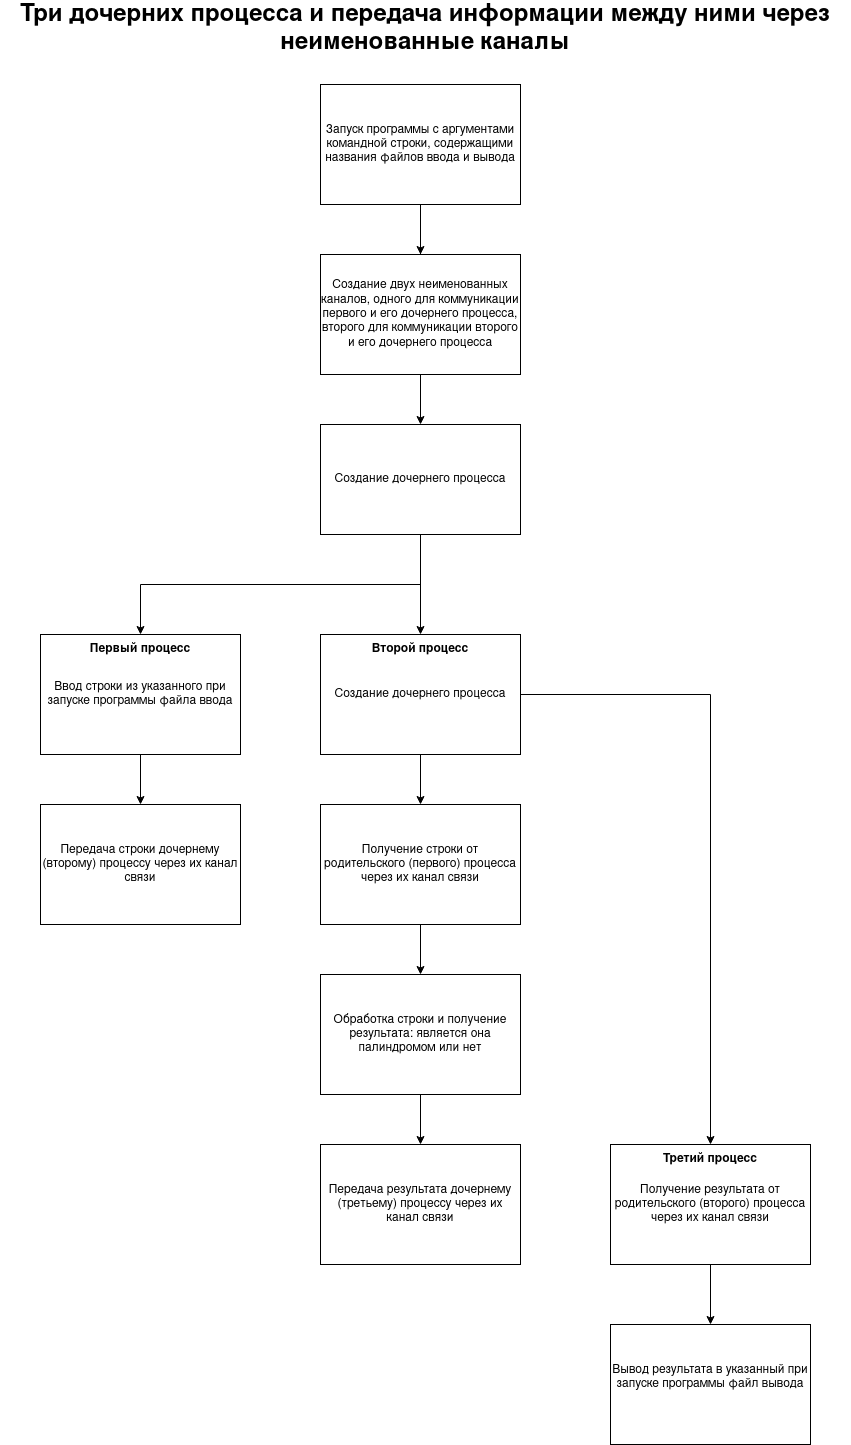 Три дочерних процесса и передача информации между ними через
неименованные каналы
Запуск программы с аргументами
командной строки, содержащими
названия файлов ввода и вывода
Создание двух неименованных
каналов, одного для коммуникации
первого и его дочернего процесса,
второго для коммуникации второго
и его дочернего процесса
Создание дочернего процесса
Первый процесс
Ввод строки из указанного при
запуске программы файла ввода
Второй процесс
Создание дочернего процесса
Передача строки дочернему
(второму) процессу через их канал
связи
Получение строки от
родительского (первого) процесса
через их канал связи
Обработка строки и получение
результата: является она
палиндромом или нет
Передача результата дочернему
(третьему) процессу через их
канал связи
Третий процесс
Получение результата от
родительского (второго) процесса
через их канал связи
Вывод результата в указанный при
запуске программы файл вывода